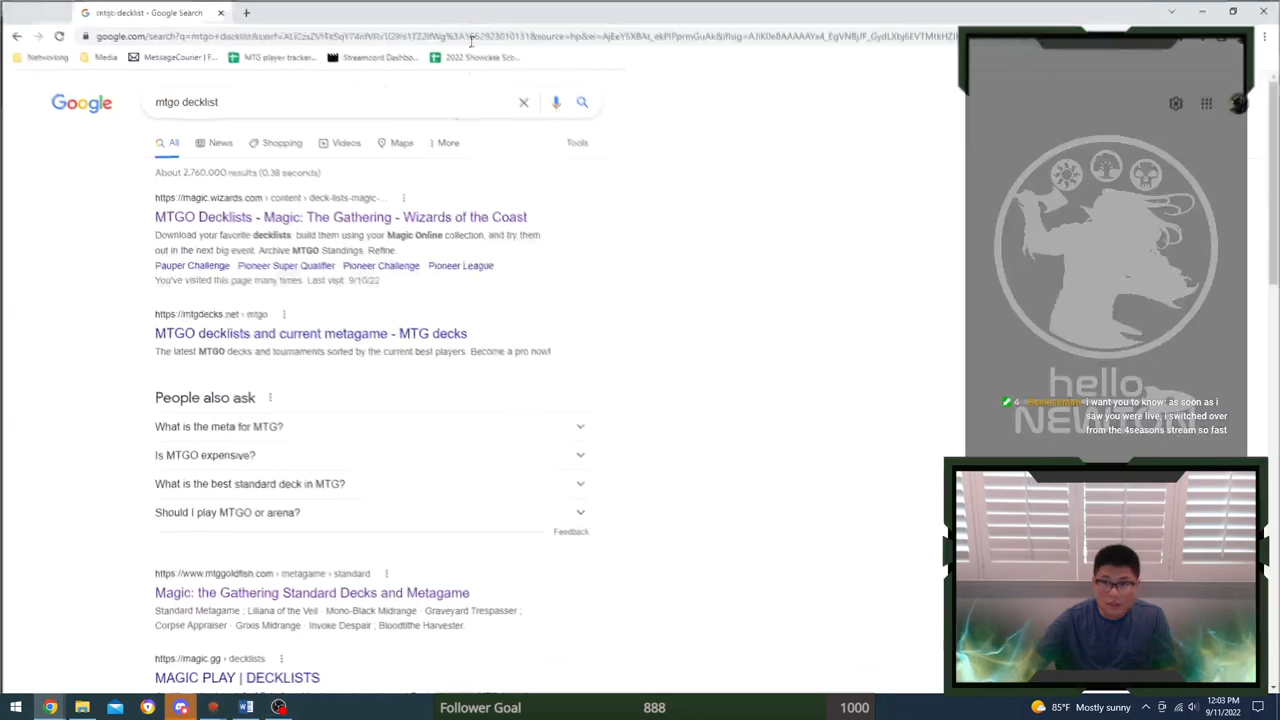 mtgo decklist - Google Search
Networking
Media
MessageCourier | F...
MTG player tracker...
Streamcord Dashbo...
2022 Showcase Sco...
Google
mtgo decklist
All
News
Shopping
Videos
Maps
More
Tools
About 2,760,000 results (0.38 seconds)
https://magic.wizards.com › content › deck-lists-magic-...
MTGO Decklists - Magic: The Gathering - Wizards of the Coast
Download your favorite decklists, build them using your Magic Online collection, and try them
out in the next big event. Archive MTGO Standings. Refine.
Pauper Challenge
Pioneer Super Qualifier
Pioneer Challenge
Pioneer League
You've visited this page many times. Last visit: 9/10/22
https://mtgdecks.net › mtgo
MTGO decklists and current metagame - MTG decks
The latest MTGO decks and tournaments sorted by the current best players. Become a pro now!
People also ask
What is the meta for MTG?
Is MTGO expensive?
What is the best standard deck in MTG?
Should I play MTGO or arena?
Feedback
https://www.mtggoldfish.com › metagame › standard
Magic: the Gathering Standard Decks and Metagame
Standard Metagame ; Liliana of the Veil · Mono-Black Midrange · Graveyard Trespasser ;
Corpse Appraiser · Grixis Midrange · Invoke Despair ; Bloodtithe Harvester.
https://magic.gg › decklists
MAGIC PLAY | DECKLISTS
hello
4
i want you to know: as soon as i
saw you were live, i switched over
from the 4seasons stream so fast
Follower Goal
888
1000
85°F Mostly sunny
12:03 PM
9/11/2022